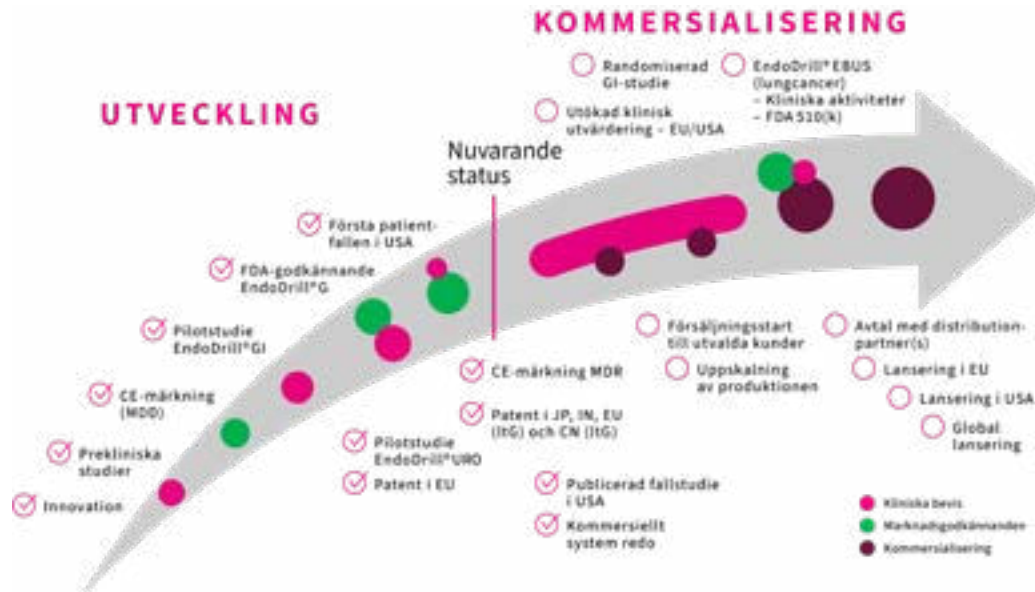 KOMMERSIALISERING
Randomiserad
GI-studie
EndoDrill® EBUS
(lungcancer)
– Kliniska aktiviteter
– FDA 510(k)
Utökad klinisk
utvärdering – EU/USA
UTVECKLING
Nuvarande
status
Första patient-
fallen i USA
FDA-godkännande
EndoDrill®G
Pilotstudie
EndoDrill®GI
CE-märkning
(MDD)
Prekliniska
studier
Innovation
Pilotstudie
EndoDrill®URO
Patent i EU
CE-märkning MDR
Patent i JP, IN, EU
(ItG) och CN (ItG)
Publicerad fallstudie
i USA
Kommersiellt
system redo
Försäljningsstart
till utvalda kunder
Uppskalning
av produktionen
Avtal med distribution-
partner(s)
Lansering i EU
Lansering i USA
Global
lansering
Kliniska bevis
Marknadsgodkännanden
Kommersialisering